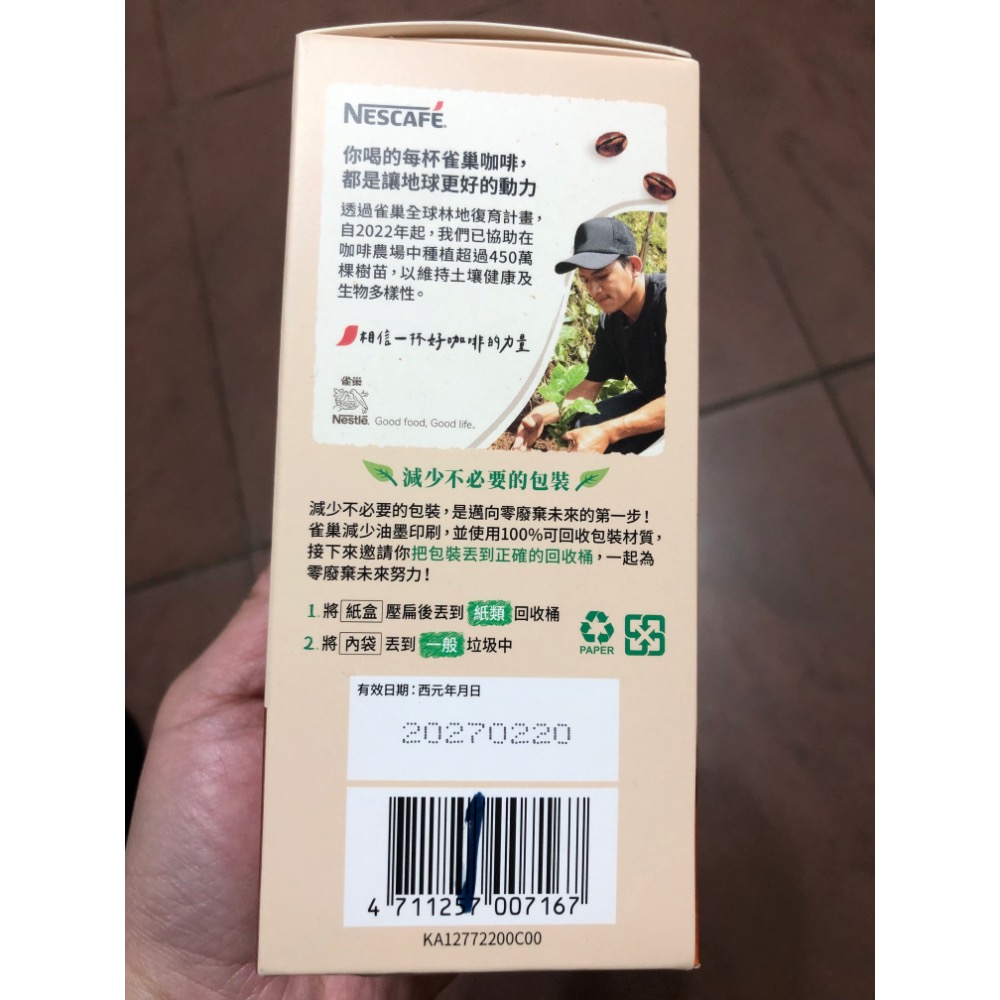 NESCAFÉ.
你喝的每杯雀巢咖啡，
都是讓地球更好的動力
透過雀巢全球林地復育計畫，
自2022年起，我們已協助在
咖啡農場中種植超過450萬
棵樹苗，以維持土壤健康及
生物多樣性。
相信一杯好咖啡的力量
雀巢
Nestlé. Good food, Good life.
減少不必要的包裝
減少不必要的包裝，是邁向零廢棄未來的第一步！
雀巢減少油墨印刷，並使用100%可回收包裝材質，
接下來邀請你把包裝丟到正確的回收桶，一起為
零廢棄未來努力！
1.將 紙盒 壓扁後丟到 紙類 回收桶
2.將 內袋 丟到 一般 垃圾中
PAPER
有效日期：西元年月日
20270220
4 711257 007167
KA12772200C00